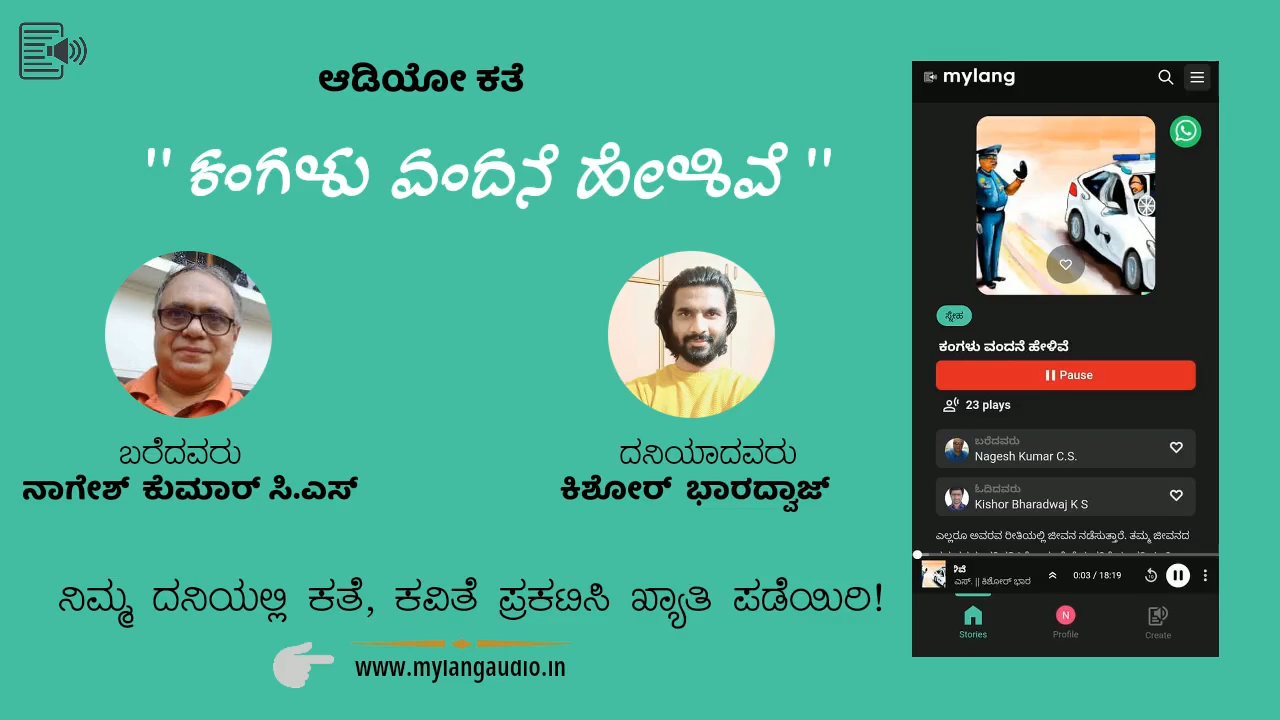 ಆಡಿಯೋ ಕತೆ
" ಕಂಗಳು ವಂದನೆ ಹೇಳಿವೆ "
ಬರೆದವರು
ನಾಗೇಶ್ ಕುಮಾರ್ ಸಿ.ಎಸ್
ದನಿಯಾದವರು
ಕಿಶೋರ್ ಭಾರದ್ವಾಜ್
ನಿಮ್ಮ ದನಿಯಲ್ಲಿ ಕತೆ, ಕವಿತೆ ಪ್ರಕಟಿಸಿ ಖ್ಯಾತಿ ಪಡೆಯಿರಿ!
www.mylangaudio.in
mylang
ಸ್ನೇಹ
ಕಂಗಳು ವಂದನೆ ಹೇಳಿವೆ
Pause
23 plays
ಬರೆದವರು
Nagesh Kumar C.S.
ಓದಿದವರು
Kishor Bharadwaj K S
ಎಲ್ಲರೂ ಅವರವ ರೀತಿಯಲ್ಲಿ ಜೀವನ ನಡೆಸುತ್ತಾರೆ. ತಮ್ಮ ಜೀವನದ
ಎಸ್. || ಕಿಶೋರ್ ಭಾರ
0:03 / 18:19
N
Stories
Profile
Create